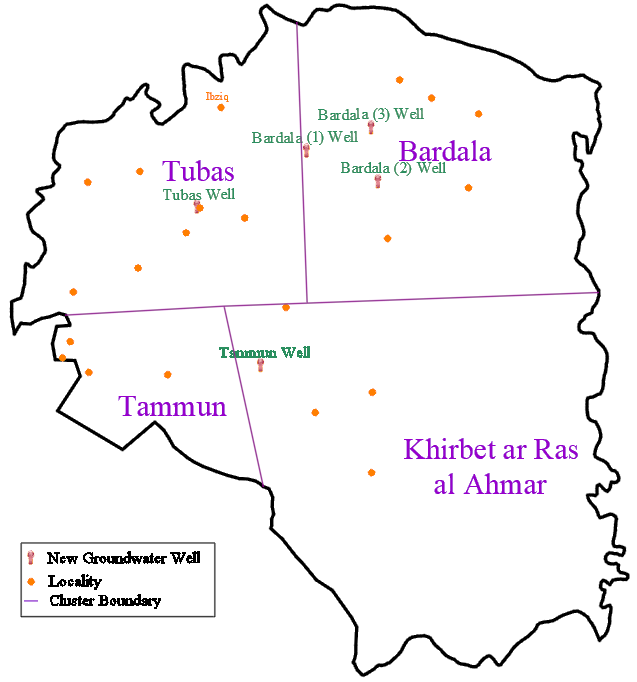 Ibziq
Bardala (3) Well
Bardala (1) Well
Bardala
Tubas
Bardala (2) Well
Tubas Well
Tammun Well
Tammun
Khirbet ar Ras
al Ahmar
New Groundwater Well
Locality
Cluster Boundary